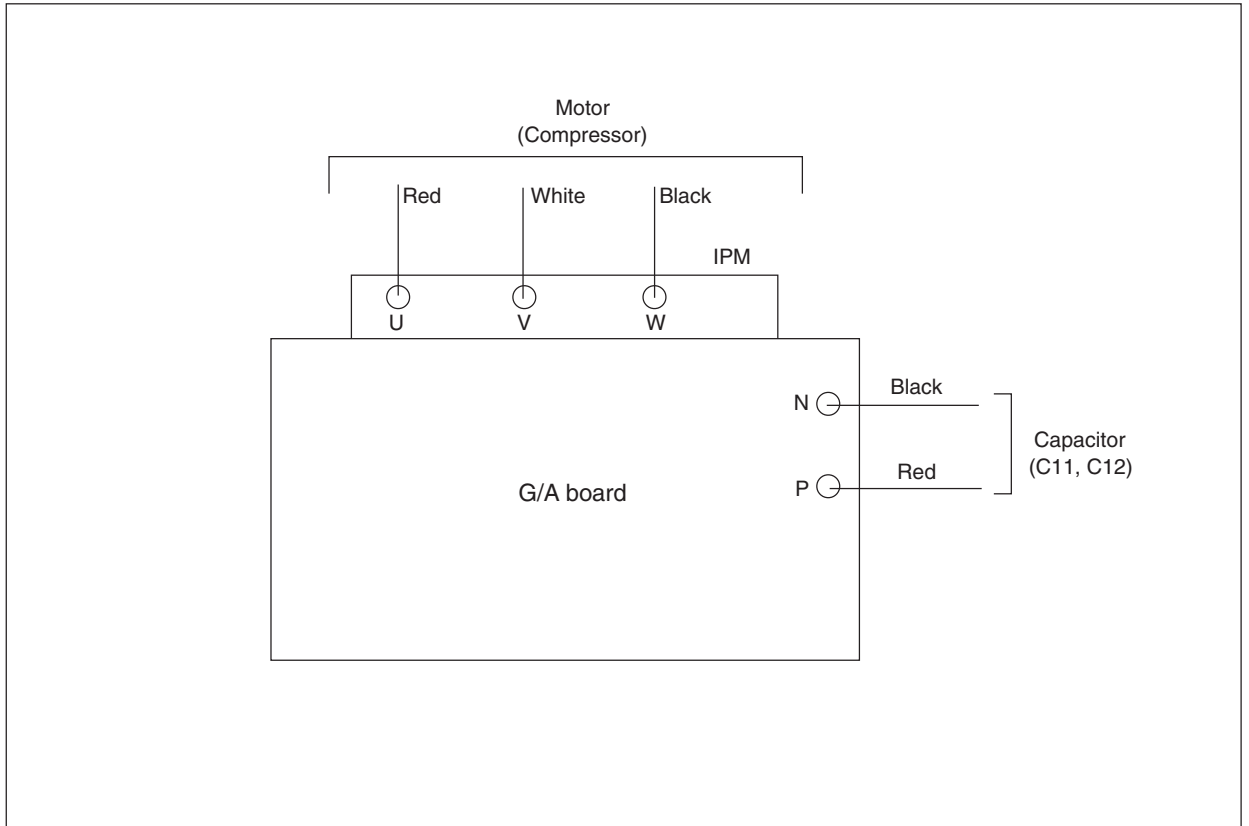 Motor
(Compressor)
Red
White
Black
IPM
U
V
W
N
Black
P
Red
Capacitor
(C11, C12)
G/A board